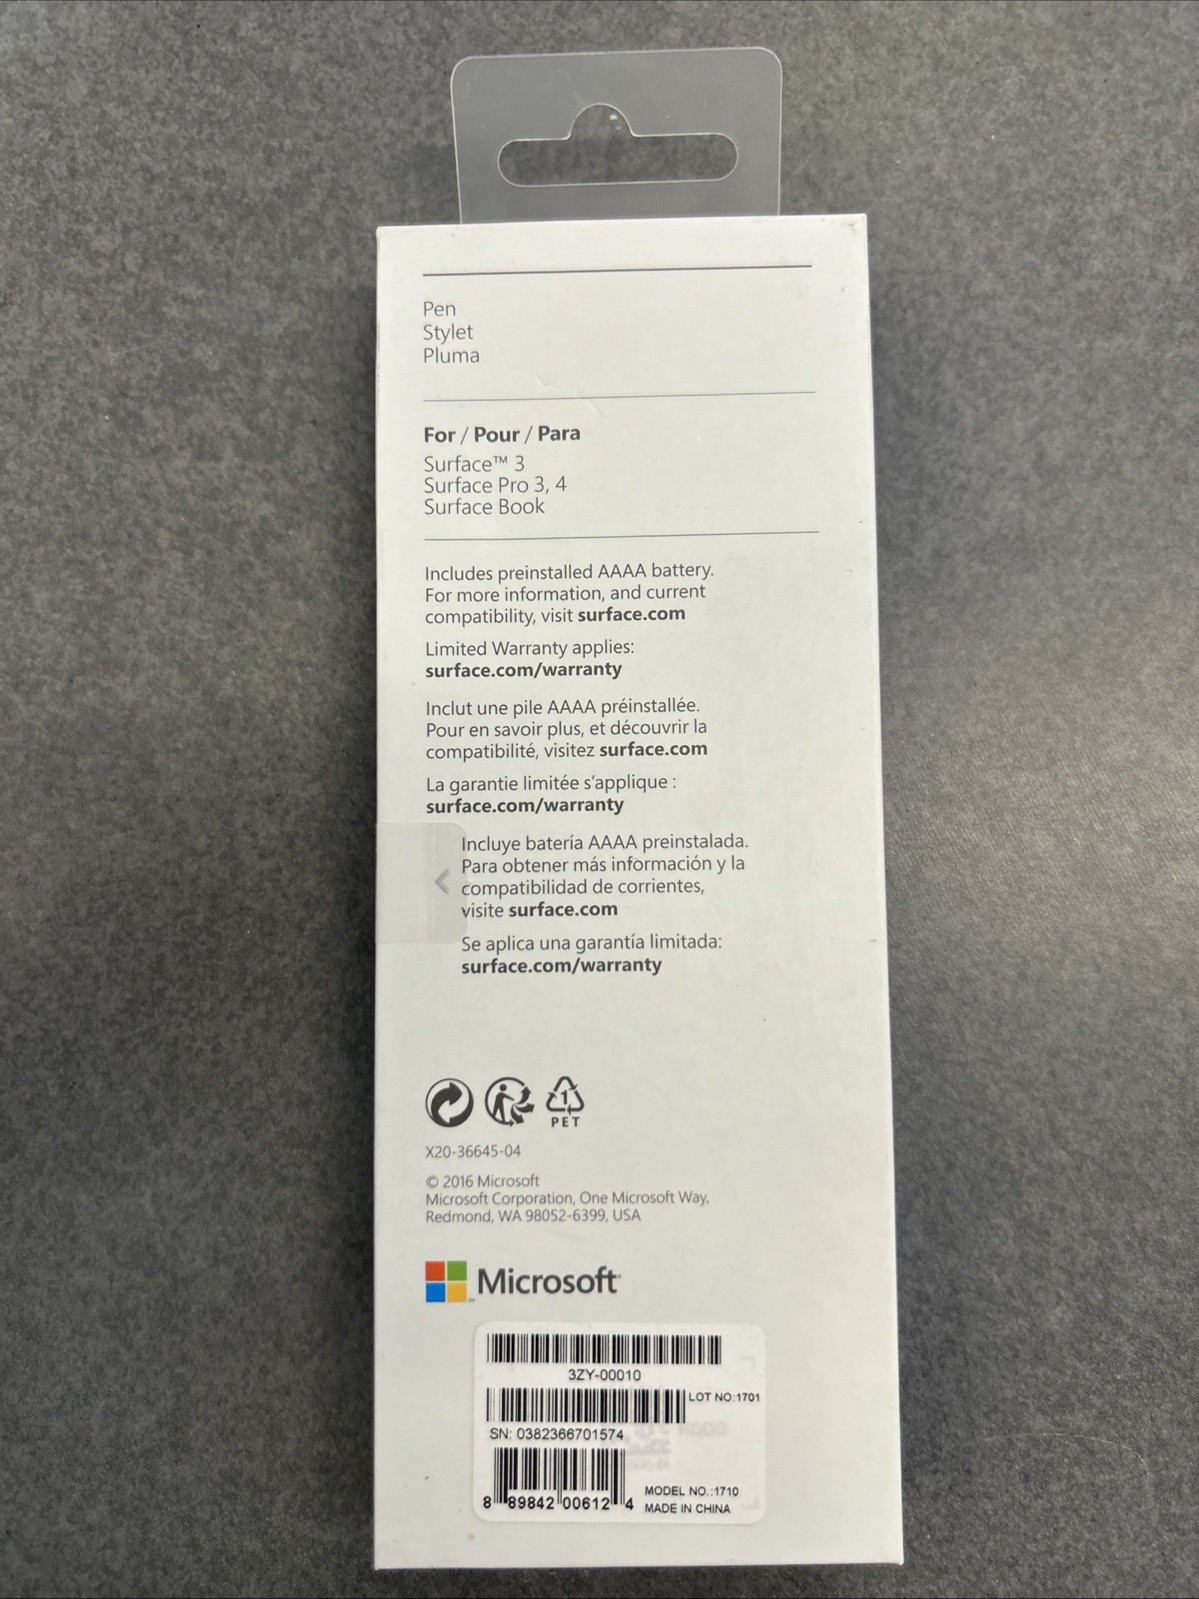 Pen
Stylet
Pluma
For / Pour / Para
Surface™ 3
Surface Pro 3, 4
Surface Book
Includes preinstalled AAAA battery.
For more information, and current
compatibility, visit surface.com
Limited Warranty applies:
surface.com/warranty
Inclut une pile AAAA préinstallée.
Pour en savoir plus, et découvrir la
compatibilité, visitez surface.com
La garantie limitée s'applique :
surface.com/warranty
Incluye batería AAAA preinstalada.
Para obtener más información y la
compatibilidad de corrientes,
visite surface.com
Se aplica una garantía limitada:
surface.com/warranty
1
PET
X20-36645-04
© 2016 Microsoft
Microsoft Corporation, One Microsoft Way,
Redmond, WA 98052-6399, USA
Microsoft
3ZY-00010
LOT NO:1701
SN: 0382366701574
8 89842 00612 4
MODEL NO.:1710
MADE IN CHINA